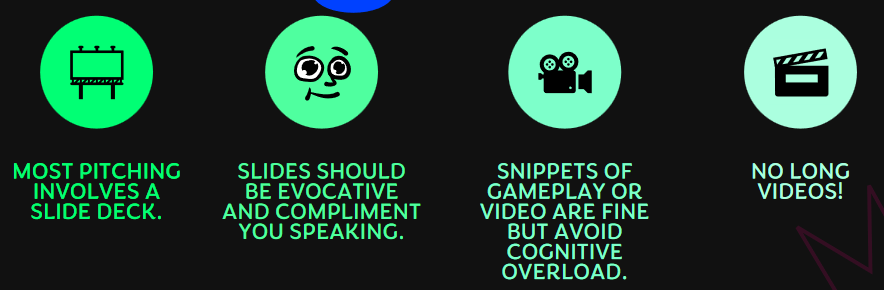 MOST PITCHING
INVOLVES A
SLIDE DECK.
SLIDES SHOULD
BE EVOCATIVE
AND COMPLIMENT
YOU SPEAKING.
SNIPPETS OF
GAMEPLAY OR
VIDEO ARE FINE
BUT AVOID
COGNITIVE
OVERLOAD.
NO LONG
VIDEOS!